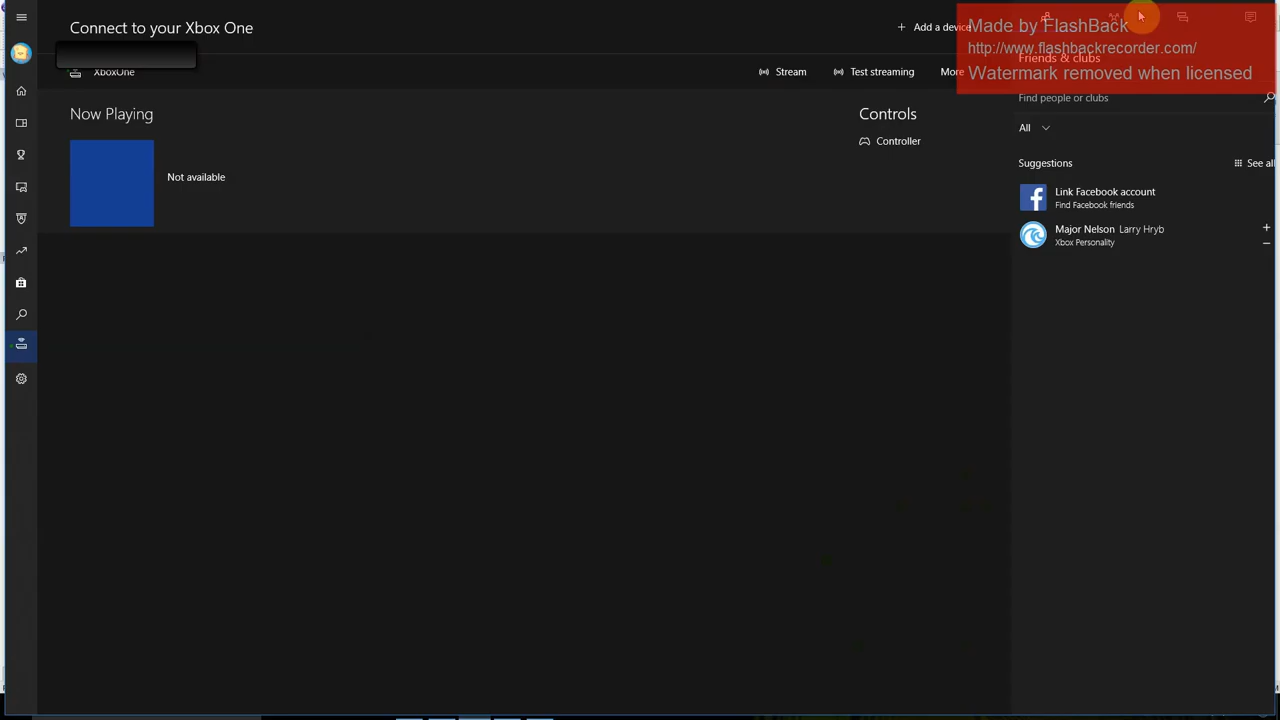 Connect to your Xbox One
Add a device
Made by FlashBack
http://www.flashbackrecorder.com/
Watermark removed when licensed
XboxOne
Stream
Test streaming
More
Friends & clubs
Find people or clubs
Now Playing
Not available
Controls
Controller
All
Suggestions
See all
Link Facebook account
Find Facebook friends
Major Nelson Larry Hryb
Xbox Personality